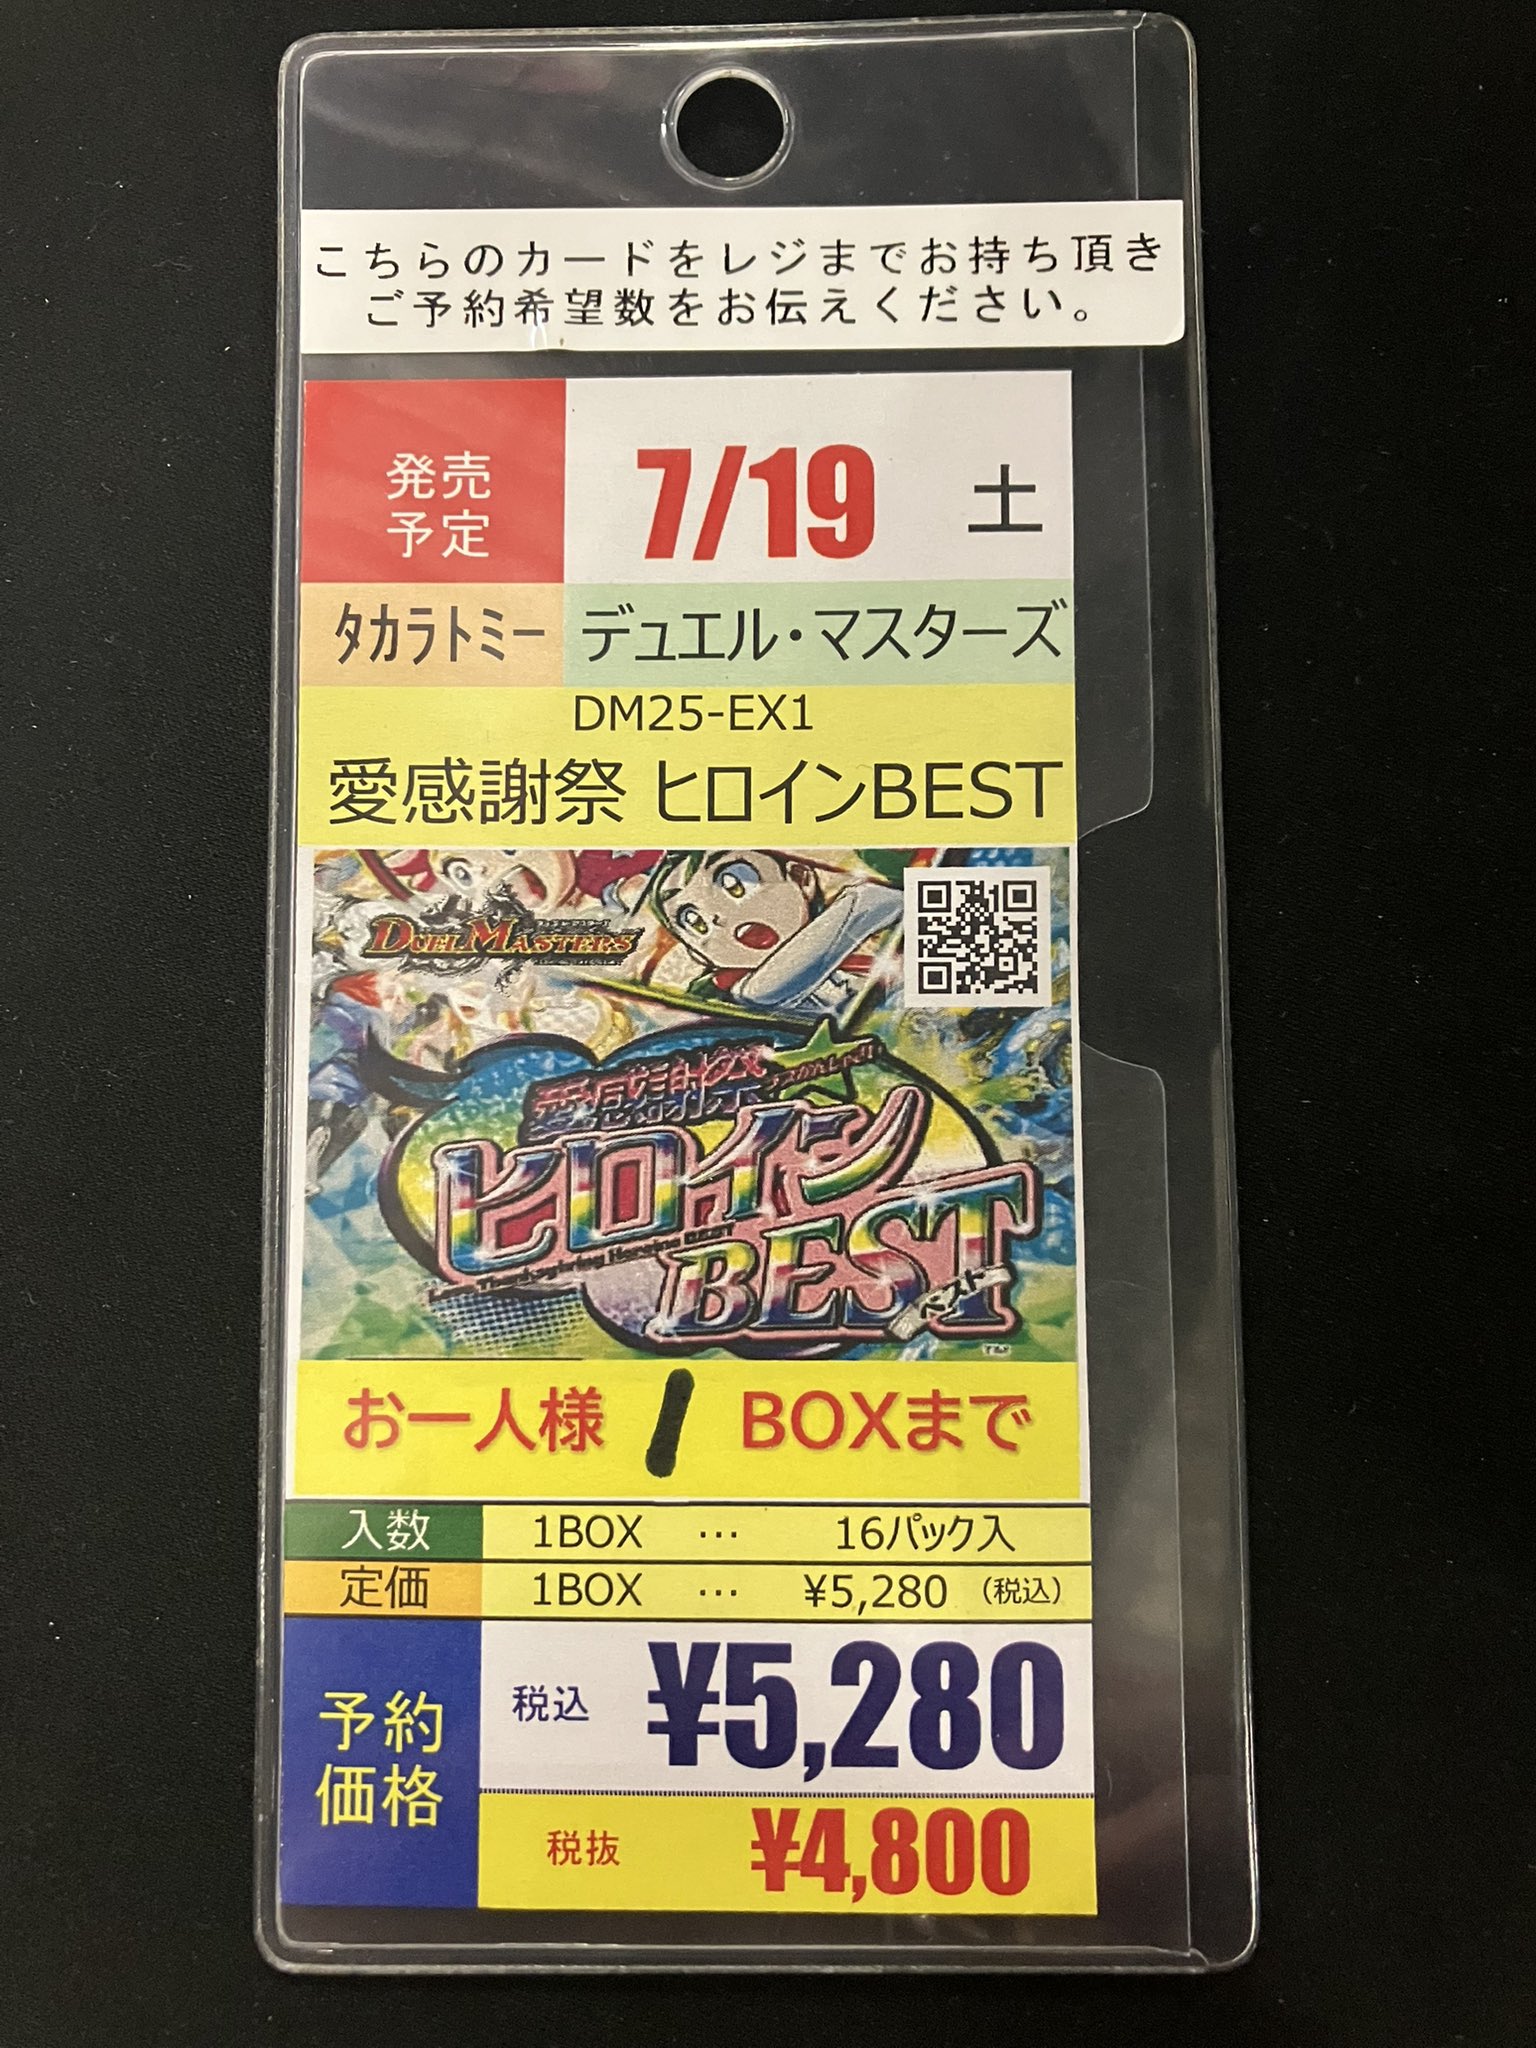 こちらのカードをレジまでお持ち頂き
ご予約希望数をお伝えください。
発売
予定
7/19 土
タカラトミー デュエル・マスターズ
DM25-EX1
愛感謝祭 ヒロインBEST
DUEL MASTERS
愛感謝祭
ヒロイン
BEST
ベスト
お一人様 1 BOXまで
入数 1BOX … 16パック入
定価 1BOX … ¥5,280 (税込)
予約
価格
税込 ¥5,280
税抜 ¥4,800